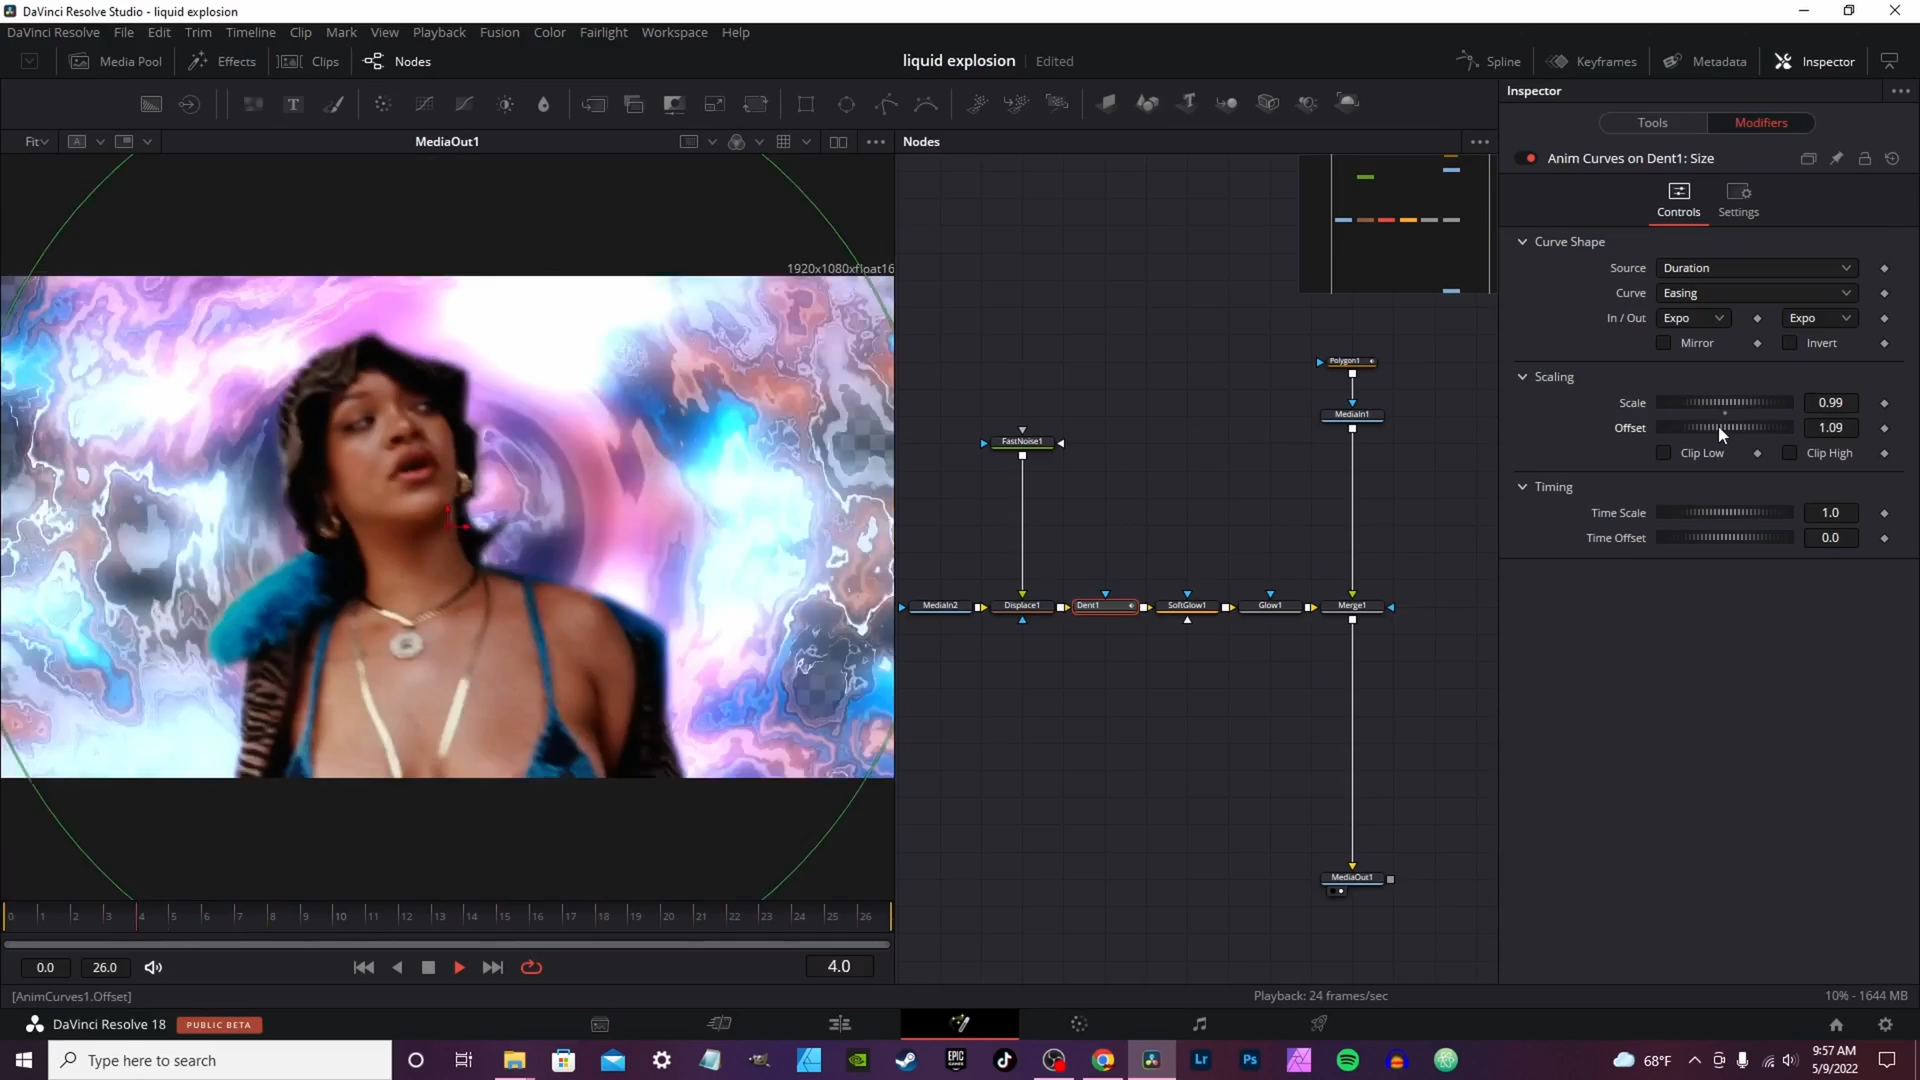 DaVinci Resolve Studio - liquid explosion
DaVinci Resolve File Edit Trim Timeline Clip Mark View Playback Fusion Color Fairlight Workspace Help
Media Pool Effects Clips Nodes liquid explosion Edited Spline Keyframes Metadata Inspector
Inspector
Tools Modifiers
Fit A MediaOut1 Nodes
Anim Curves on Dent1: Size
Controls Settings
Curve Shape
Source Duration
Curve Easing
In / Out Expo Expo
Mirror Invert
Scaling
Scale 0.99
Offset 1.09
Clip Low Clip High
Timing
Time Scale 1.0
Time Offset 0.0
1920x1080xfloat16
Polygon1
MediaIn1
FastNoise1
MediaIn2 Displace1 Dent1 SoftGlow1 Glow1 Merge1
MediaOut1
0 1 2 3 4 5 6 7 8 9 10 11 12 13 14 15 16 17 18 19 20 21 22 23 24 25 26
0.0 26.0 4.0
[AnimCurves1.Offset] Playback: 24 frames/sec 10% - 1644 MB
DaVinci Resolve 18 PUBLIC BETA
Type here to search
EPIC GAMES
Lr Ps
68°F
9:57 AM
5/9/2022